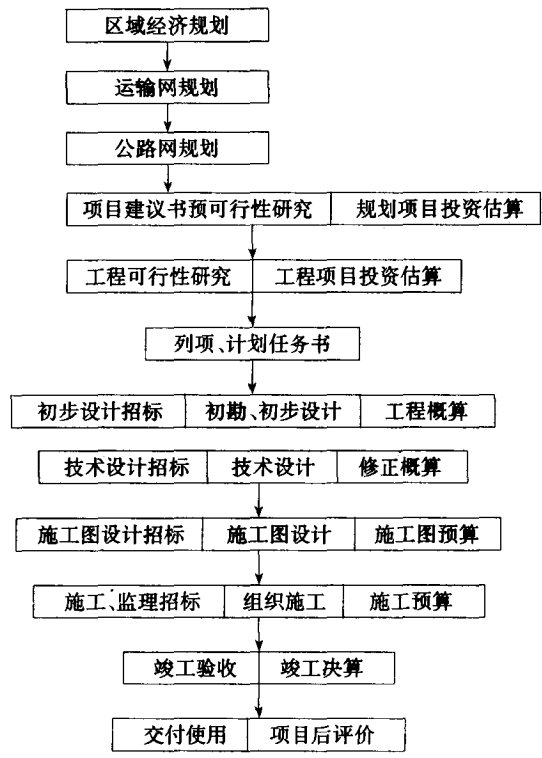 区域经济规划
运输网规划
公路网规划
项目建议书预可行性研究 规划项目投资估算
工程可行性研究 工程项目投资估算
列项、计划任务书
初步设计招标 初勘、初步设计 工程概算
技术设计招标 技术设计 修正概算
施工图设计招标 施工图设计 施工图预算
施工、监理招标 组织施工 施工预算
竣工验收 竣工决算
交付使用 项目后评价